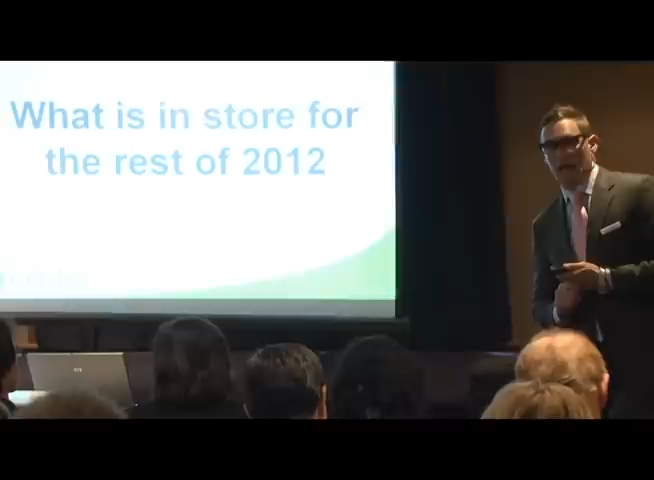 What is in store for
the rest of 2012